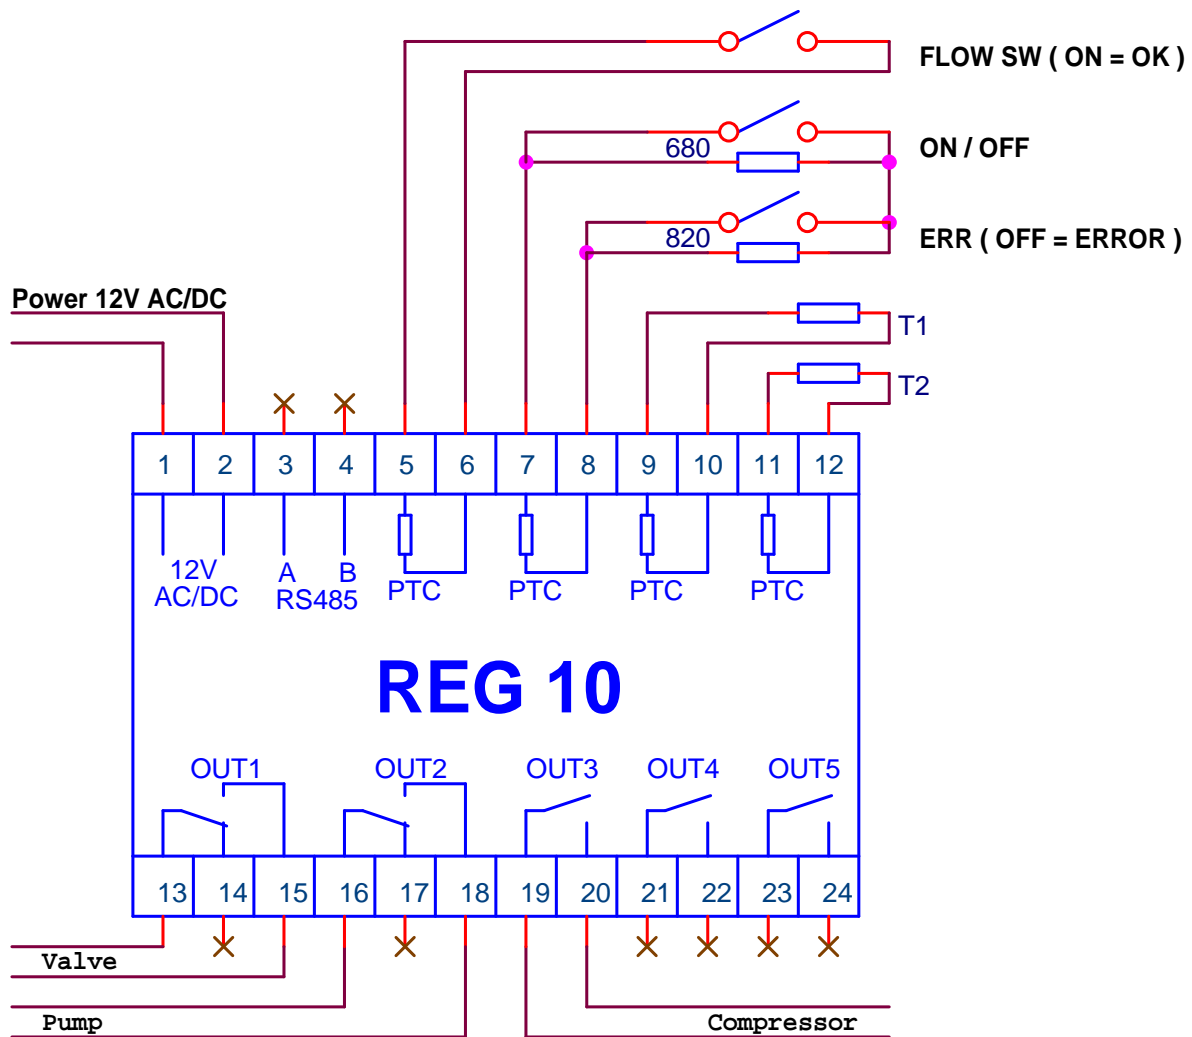 FLOW SW ( ON = OK )
680
ON / OFF
820
ERR ( OFF = ERROR )
Power 12V AC/DC
T1
T2
1 2 3 4 5 6 7 8 9 10 11 12
12V
AC/DC
A B
RS485
PTC PTC PTC PTC
REG 10
OUT1 OUT2 OUT3 OUT4 OUT5
13 14 15 16 17 18 19 20 21 22 23 24
Valve
Pump
Compressor